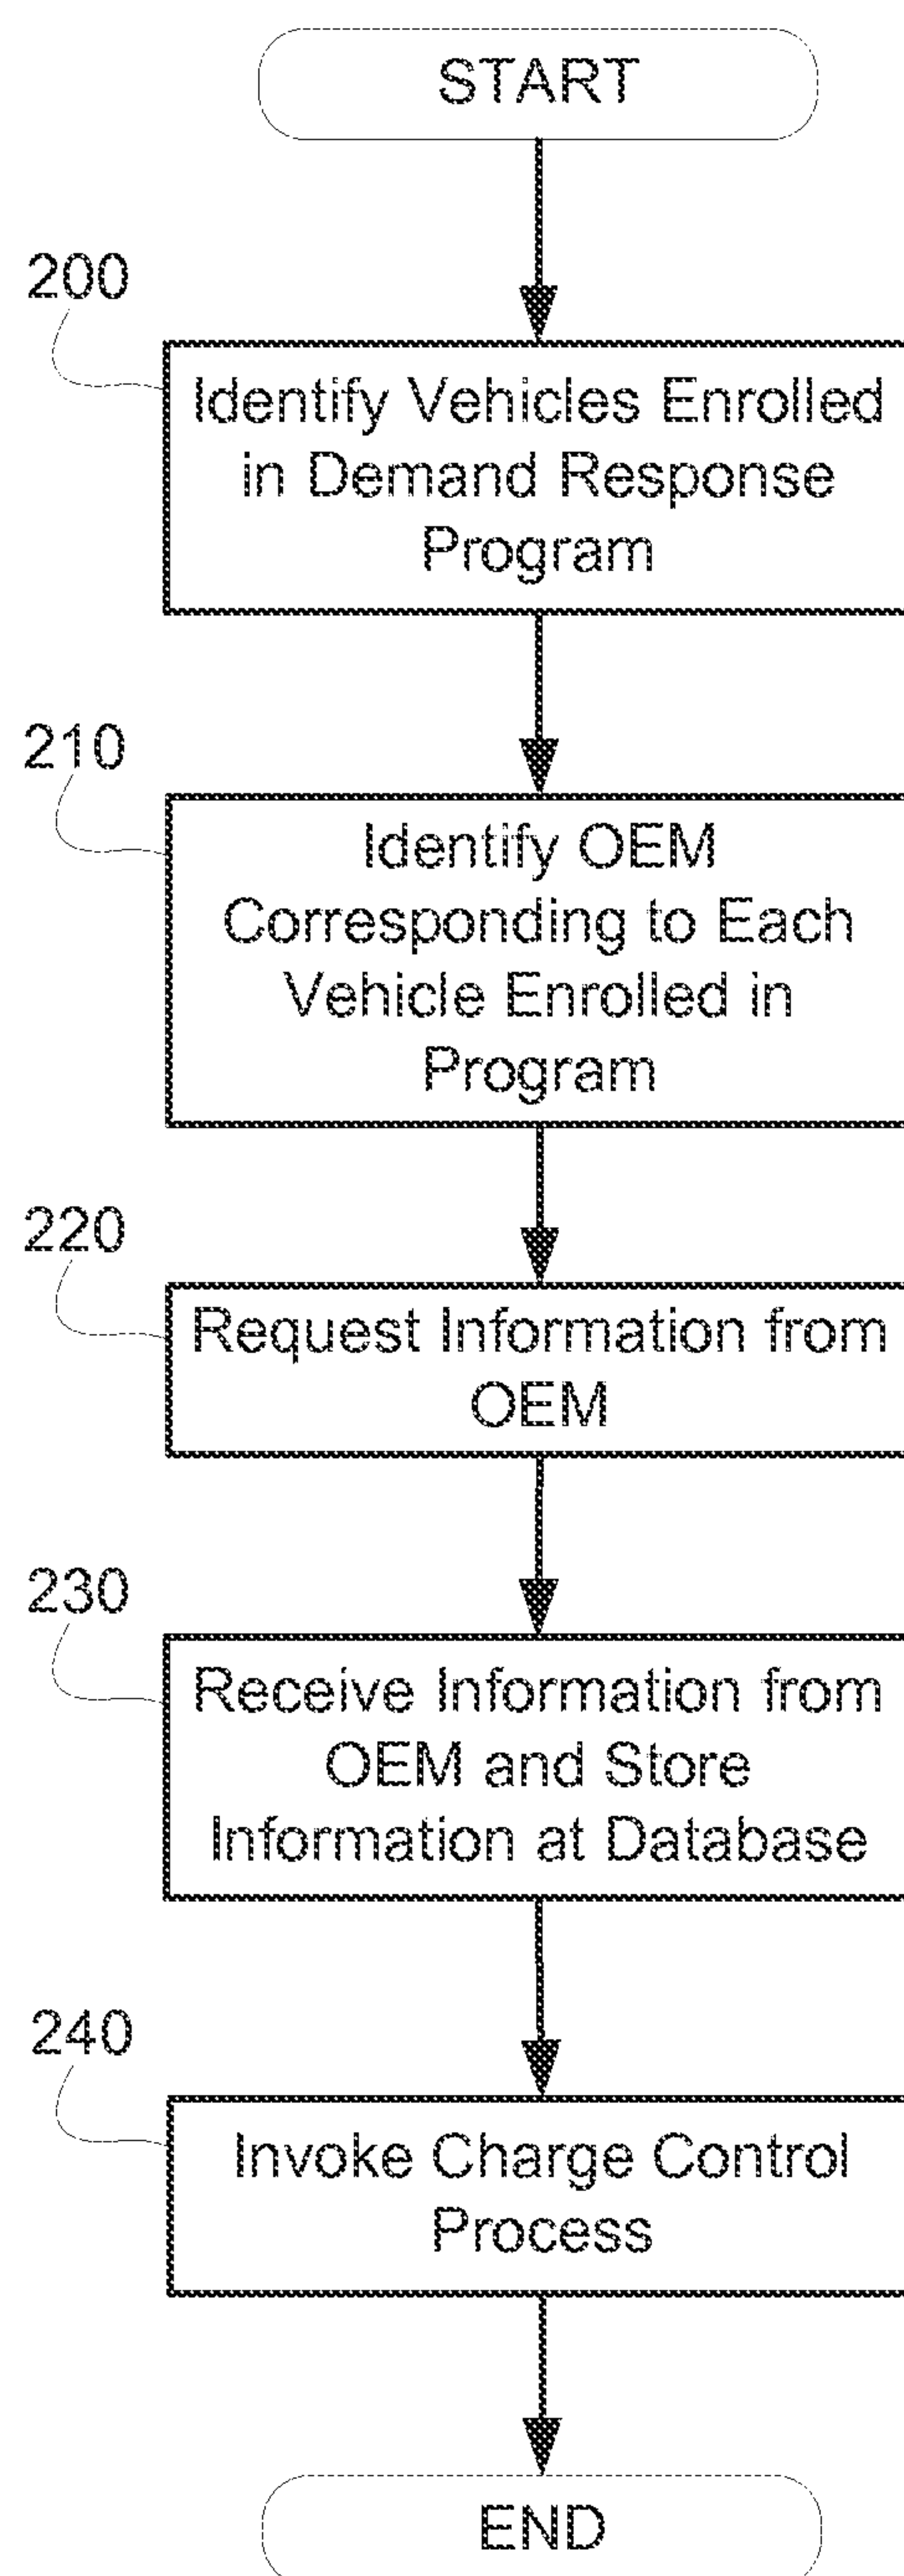 START
200
Identify Vehicles Enrolled
in Demand Response
Program
210
Identify OEM
Corresponding to Each
Vehicle Enrolled in
Program
220
Request Information from
OEM
230
Receive Information from
OEM and Store
Information at Database
240
Invoke Charge Control
Process
END